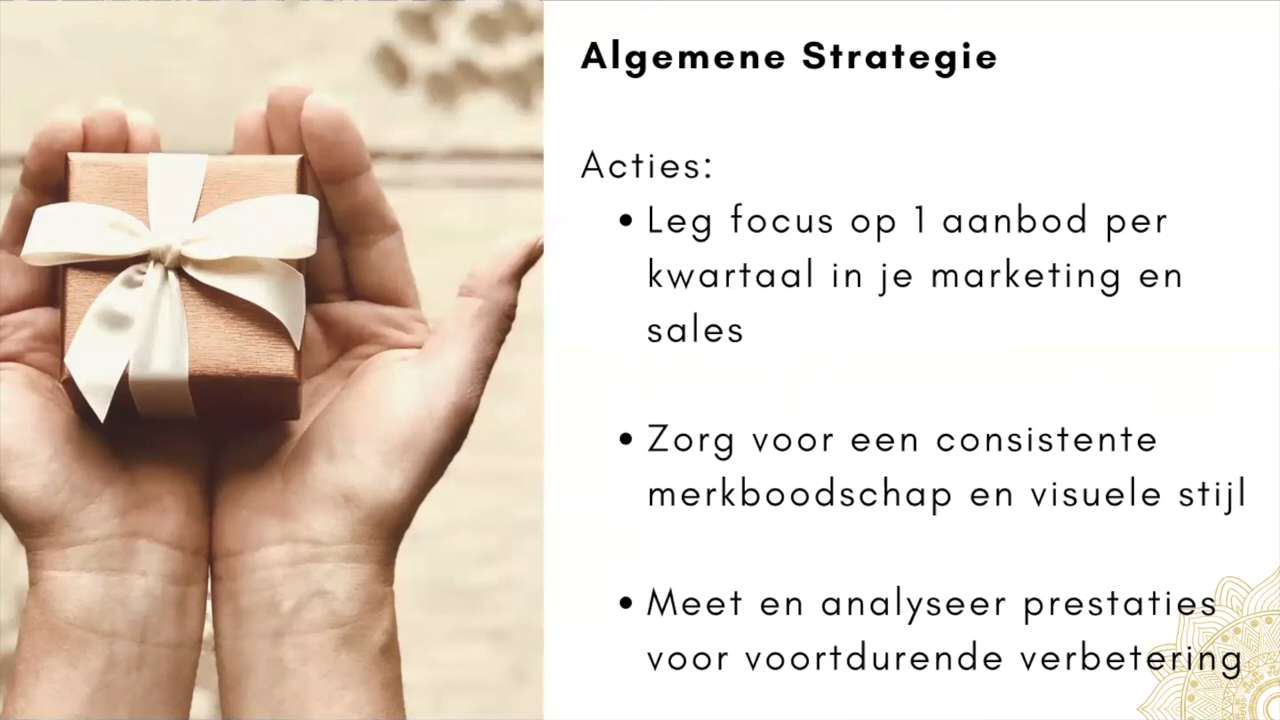 Algemene Strategie
Acties:
• Leg focus op 1 aanbod per
kwartaal in je marketing en
sales
• Zorg voor een consistente
merkboodschap en visuele stijl
• Meet en analyseer prestaties
voor voortdurende verbetering